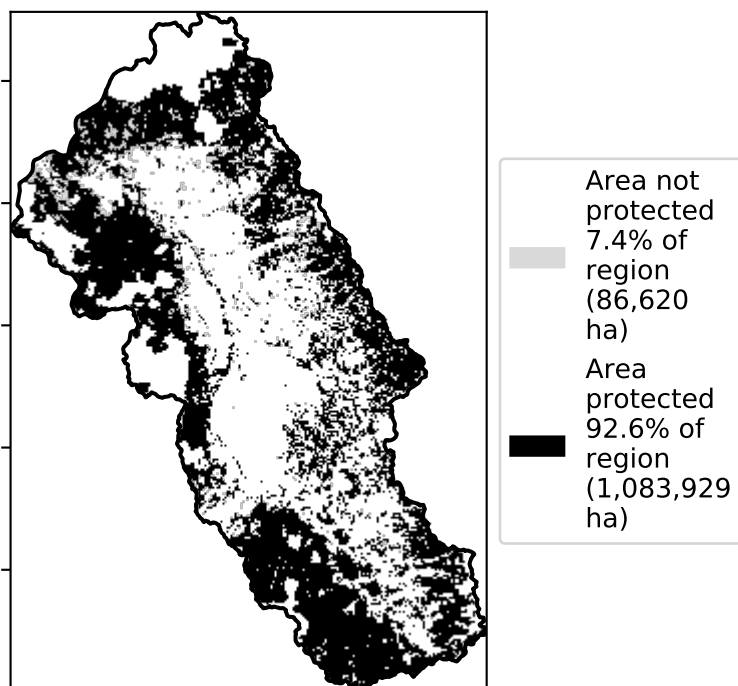 Area not
protected
7.4% of
region
(86,620
ha)
Area
protected
92.6% of
region
(1,083,929
ha)